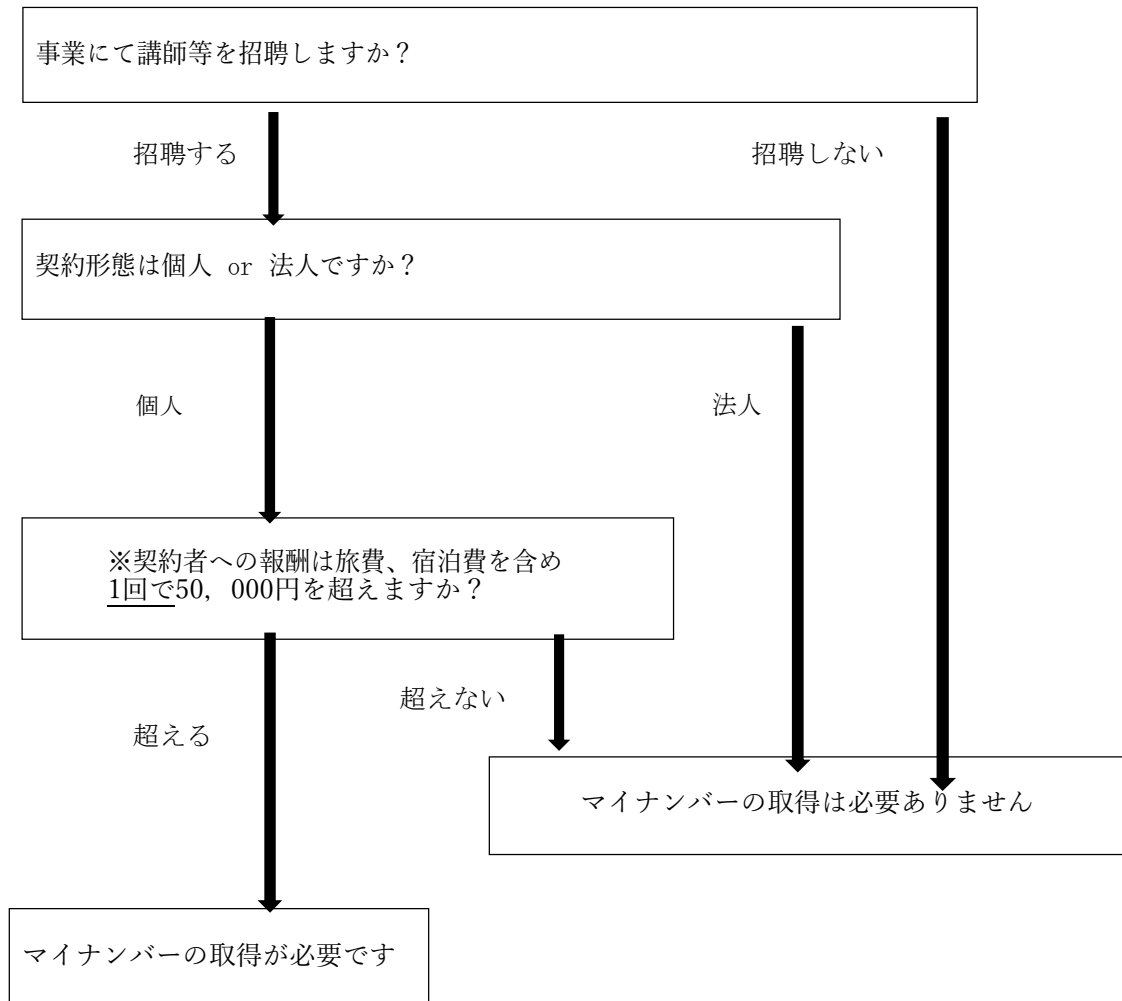 事業にて講師等を招聘しますか？
招聘する
招聘しない
契約形態は個人 or 法人ですか？
個人
法人
※契約者への報酬は旅費、宿泊費を含め
1回で50, 000円を超えますか？
超えない
超える
マイナンバーの取得は必要ありません
マイナンバーの取得が必要です